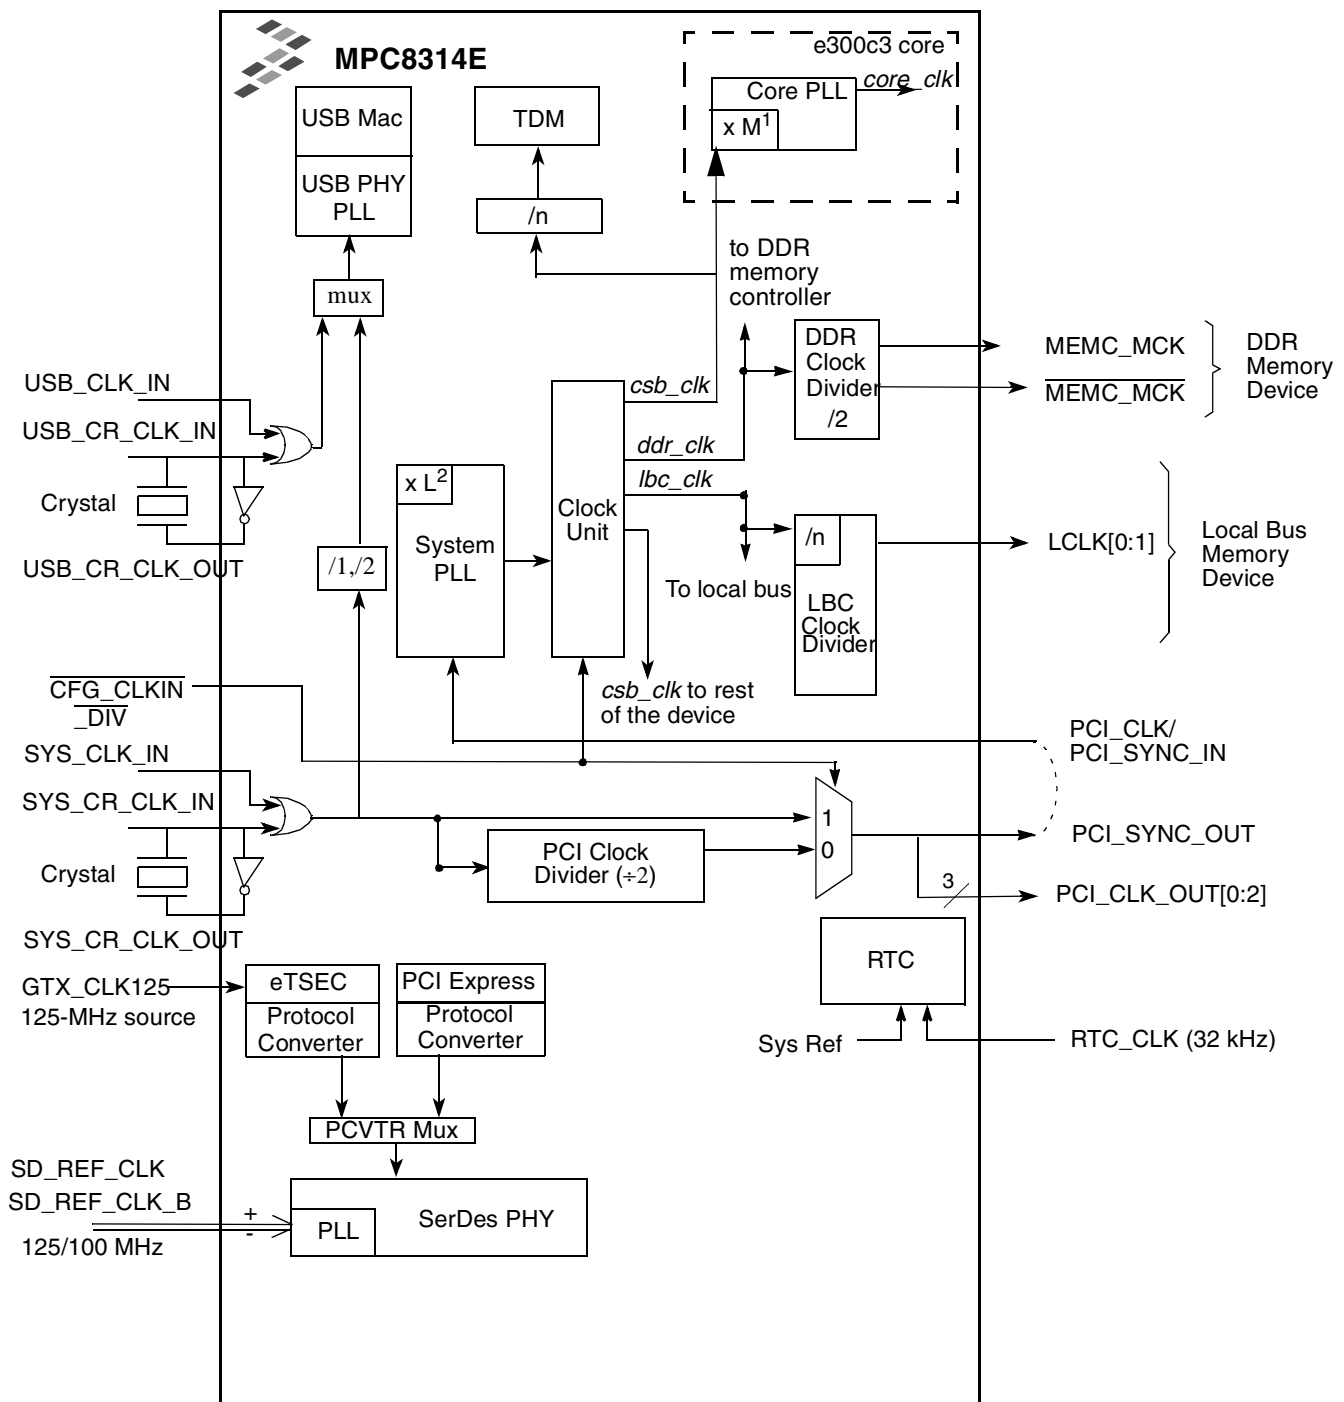 MPC8314E
e300c3 core
Core PLL
core_clk
x M1
USB Mac
USB PHY
PLL
TDM
/n
mux
to DDR
memory
controller
DDR
Clock
Divider
/2
MEMC_MCK
MEMC_MCK
DDR
Memory
Device
USB_CLK_IN
USB_CR_CLK_IN
Crystal
USB_CR_CLK_OUT
csb_clk
ddr_clk
lbc_clk
x L2
System
PLL
Clock
Unit
/1,/2
/n
LBC
Clock
Divider
To local bus
LCLK[0:1]
Local Bus
Memory
Device
csb_clk to rest
of the device
CFG_CLKIN
_DIV
SYS_CLK_IN
SYS_CR_CLK_IN
Crystal
SYS_CR_CLK_OUT
PCI_CLK/
PCI_SYNC_IN
1
0
PCI Clock
Divider (÷2)
PCI_SYNC_OUT
3
PCI_CLK_OUT[0:2]
RTC
Sys Ref
RTC_CLK (32 kHz)
GTX_CLK125
125-MHz source
eTSEC
Protocol
Converter
PCI Express
Protocol
Converter
PCVTR Mux
SD_REF_CLK
SD_REF_CLK_B
+
-
125/100 MHz
PLL
SerDes PHY